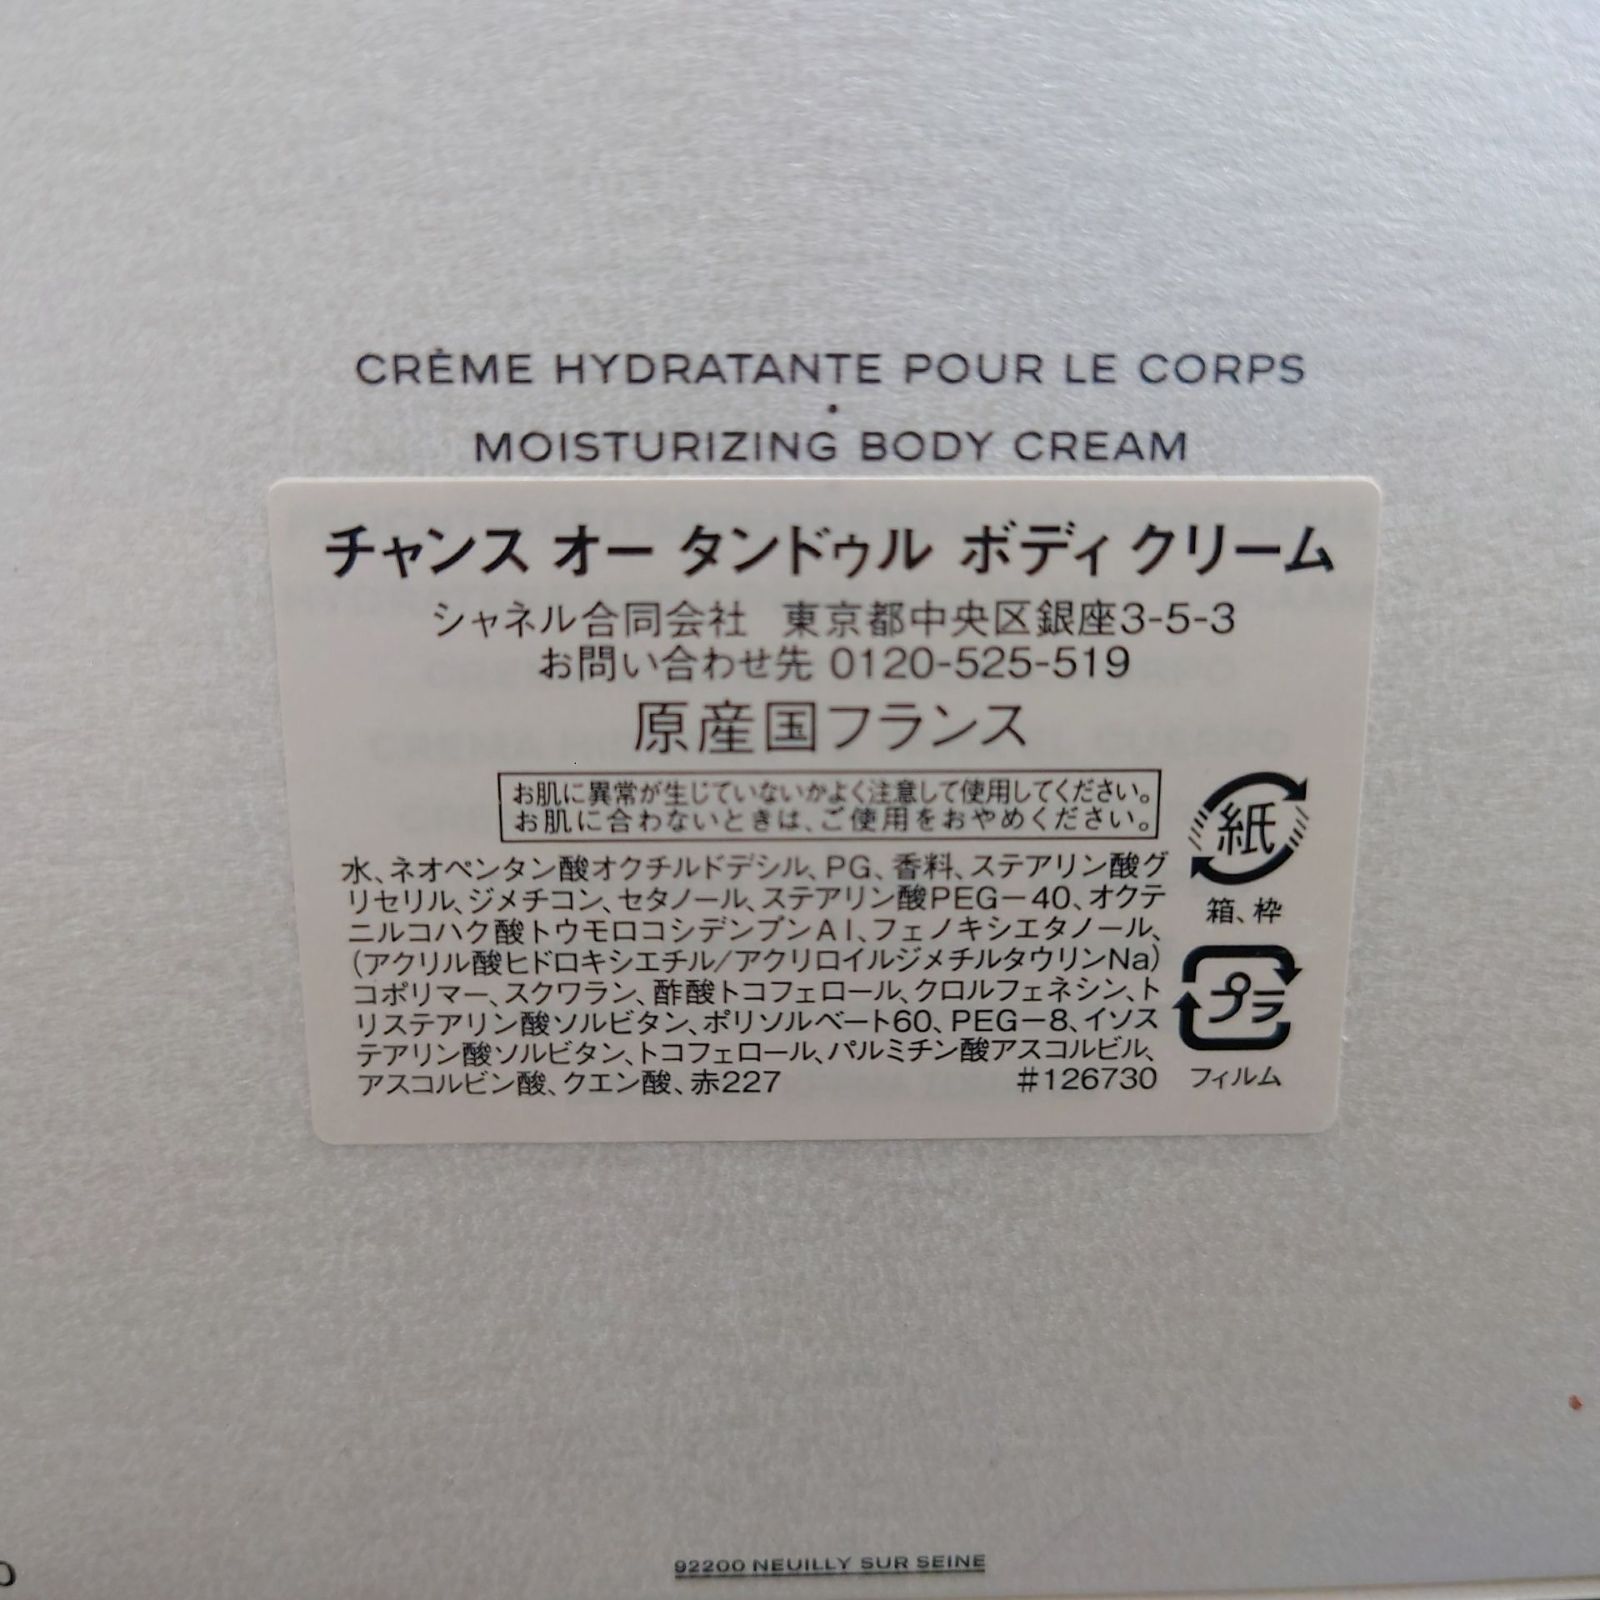 CRÈME HYDRATANTE POUR LE CORPS
•
MOISTURIZING BODY CREAM
チャンス オー タンドゥル ボディ クリーム
シャネル合同会社 東京都中央区銀座3-5-3
お問い合わせ先 0120-525-519
原産国フランス
お肌に異常が生じていないかよく注意して使用してください。
お肌に合わないときは、ご使用をおやめください。
水、ネオペンタン酸オクチルドデシル、PG、香料、ステアリン酸グ
リセリル、ジメチコン、セタノール、ステアリン酸PEG-40、オクテ
ニルコハク酸トウモロコシデンプンAl、フェノキシエタノール、
(アクリル酸ヒドロキシエチル/アクリロイルジメチルタウリンNa)
コポリマー、スクワラン、酢酸トコフェロール、クロルフェネシン、ト
リステアリン酸ソルビタン、ポリソルベート60、PEG-8、イソス
テアリン酸ソルビタン、トコフェロール、パルミチン酸アスコルビル、
アスコルビン酸、クエン酸、赤227 #126730
紙
箱、枠
プラ
フィルム
92200 NEUILLY SUR SEINE